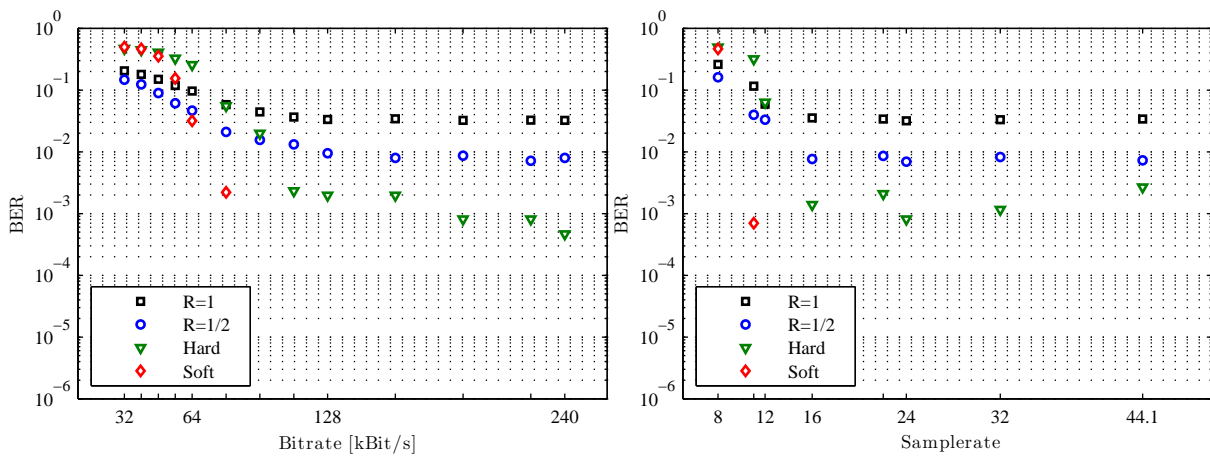 10^0
10^-1
10^-2
10^-3
10^-4
10^-5
10^-6
BER
R=1
R=1/2
Hard
Soft
32 64 128 240
Bitrate [kBit/s]
10^0
10^-1
10^-2
10^-3
10^-4
10^-5
10^-6
BER
R=1
R=1/2
Hard
Soft
8 12 16 24 32 44.1
Samplerate